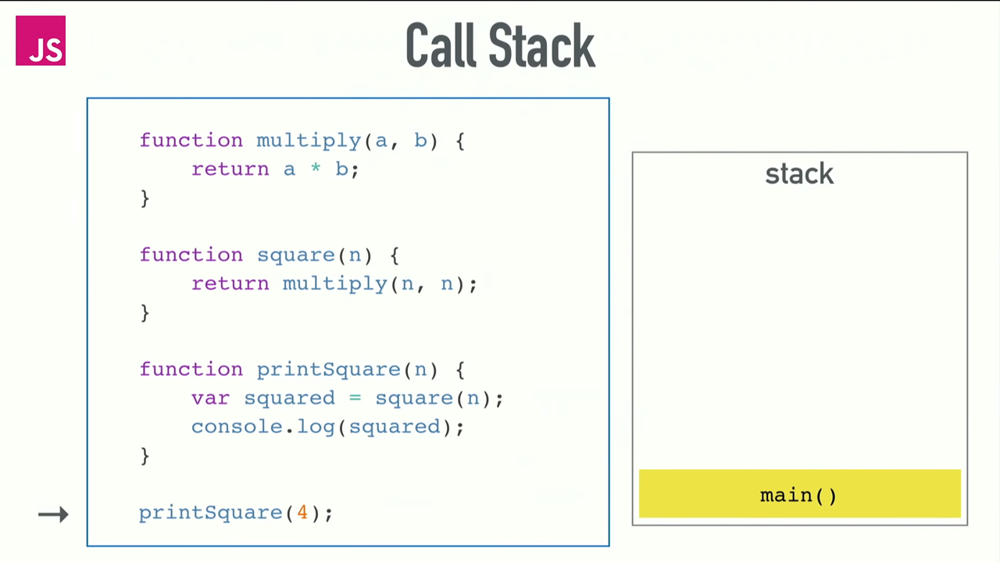 JS
Call Stack
function multiply(a, b) {
    return a * b;
}
function square(n) {
    return multiply(n, n);
}
function printSquare(n) {
    var squared = square(n);
    console.log(squared);
}
printSquare(4);
stack
main()